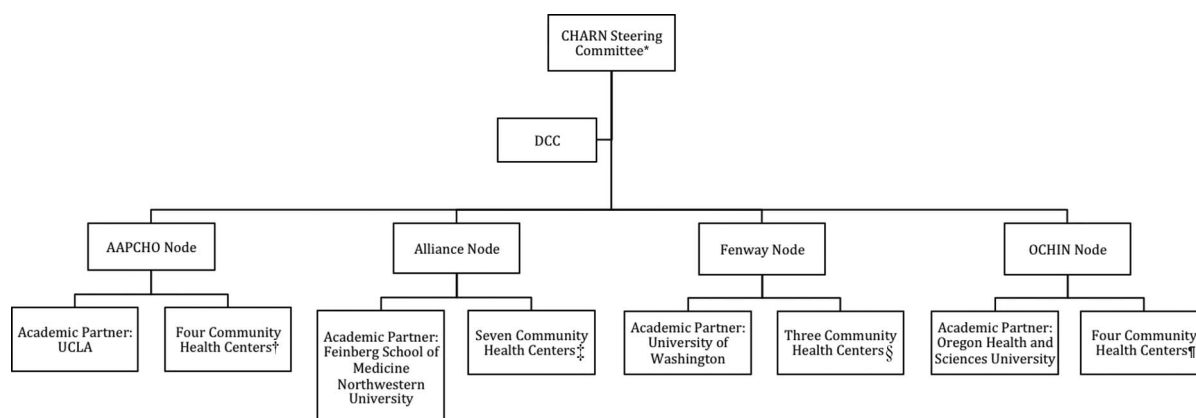 CHARN Steering
Committee*
DCC
AAPCHO Node
Alliance Node
Fenway Node
OCHIN Node
Academic Partner:
UCLA
Four Community
Health Centers†
Academic Partner:
Feinberg School of
Medicine
Northwestern
University
Seven Community
Health Centers‡
Academic Partner:
University of
Washington
Three Community
Health Centers§
Academic Partner:
Oregon Health and
Sciences University
Four Community
Health Centers¶